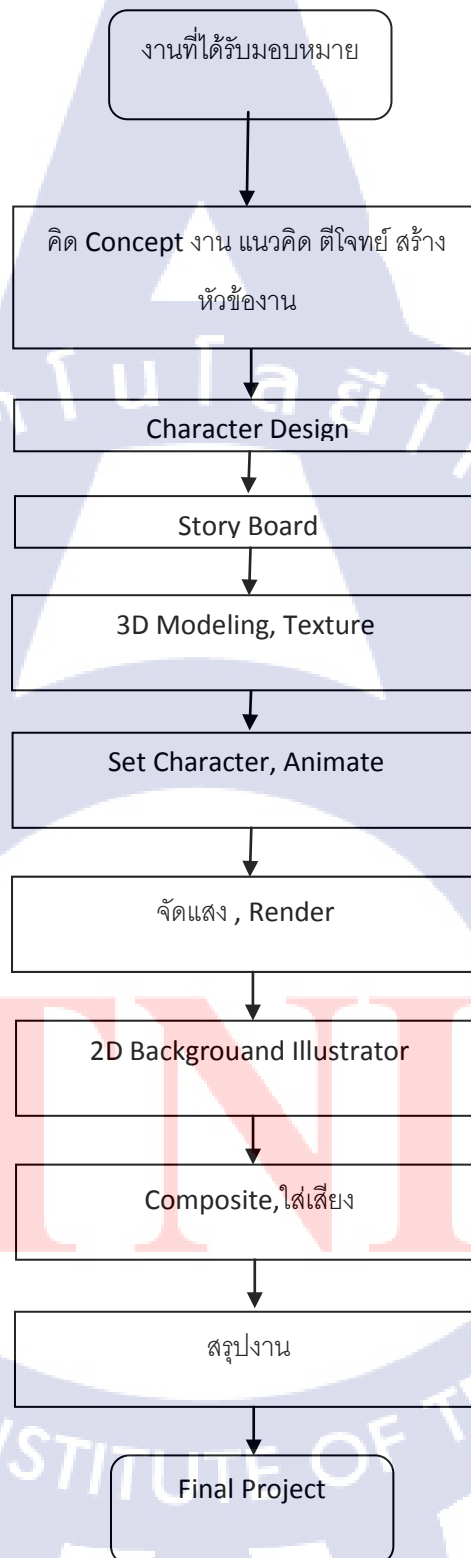 งานที่ได้รับมอบหมาย
คิด Concept งาน แนวคิด ตีโจทย์ สร้าง
หัวข้องาน
Character Design
Story Board
3D Modeling, Texture
Set Character, Animate
จัดแสง , Render
TNI
2D Backgrouand Illustrator
Composite,ใส่เสียง
สรุปงาน
INSTITUTE OF
Final Project